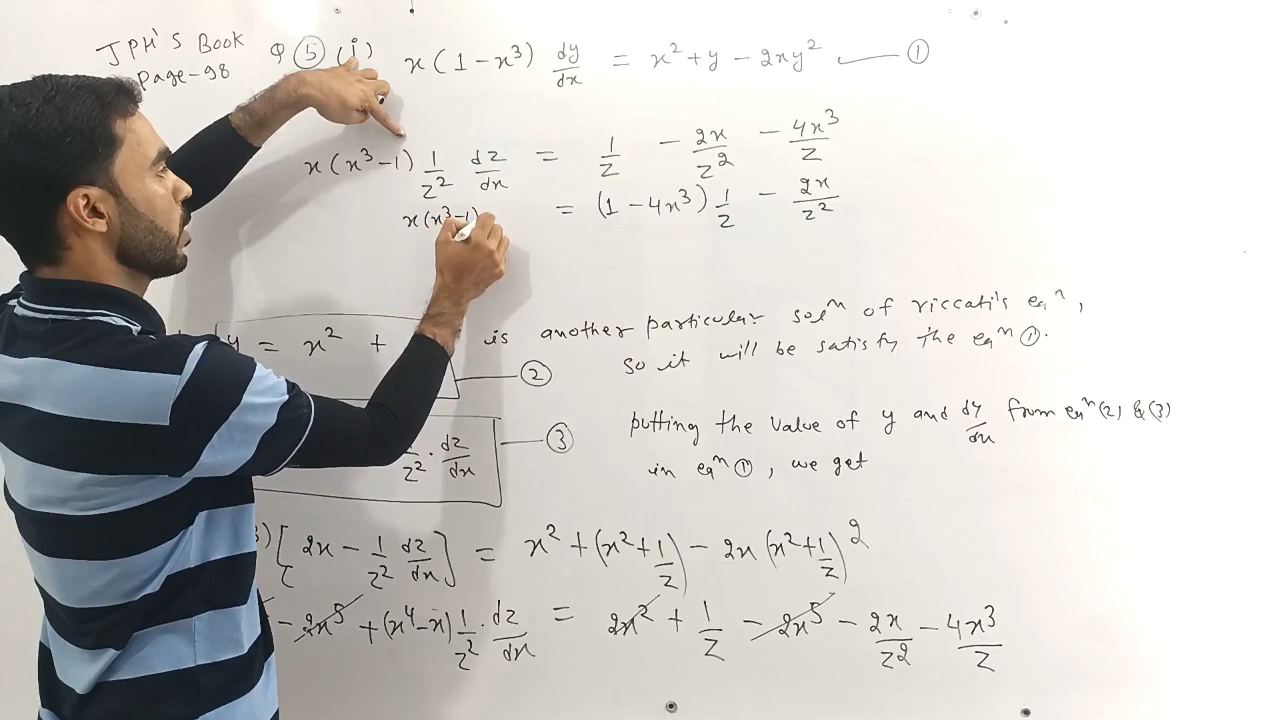 JPH'S Book
Page-98
Q ⑤ (i) x(1-x³) dy/dx = x²+y-2xy² — ①
x(x³-1) 1/z² dz/dx = 1/z - 2x/z² - 4x³/z
x(x³-1) = (1-4x³) 1/z - 2x/z²
y = x² + is another particular solⁿ of riccati's eqⁿ,
so it will be satisfy the eqⁿ ①.
— ②
putting the value of y and dy/dx from eqⁿ(2) &(3)
in eqⁿ ①, we get
1/z² · dz/dx — ③
) [2x - 1/z² dz/dx] = x² + (x²+1/z) - 2x (x²+1/z)²
- 2x⁵ + (x⁴-x) 1/z² · dz/dx = 2x² + 1/z - 2x⁵ - 2x/z² - 4x³/z